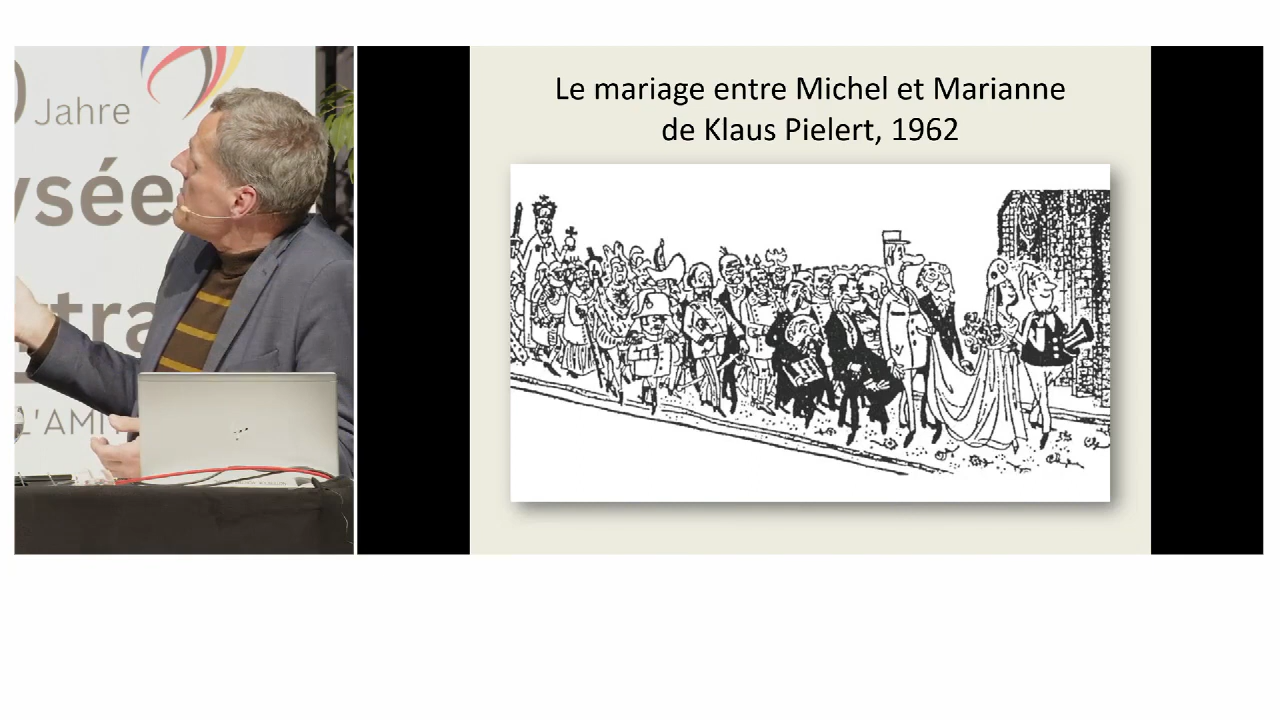 Jahre
ysée
tra
L'AMI
Le mariage entre Michel et Marianne
de Klaus Pielert, 1962